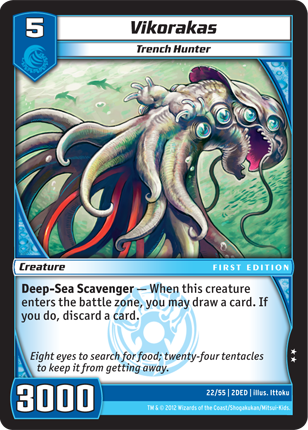 5
Vikorakas
Trench Hunter
Creature
FIRST EDITION
Deep-Sea Scavenger — When this creature
enters the battle zone, you may draw a card. If
you do, discard a card.
Eight eyes to search for food; twenty-four tentacles
to keep it from getting away.
3000
22/55 | 2DED | illus. Ittoku
TM & © 2012 Wizards of the Coast/Shogakukan/Mitsui-Kids.